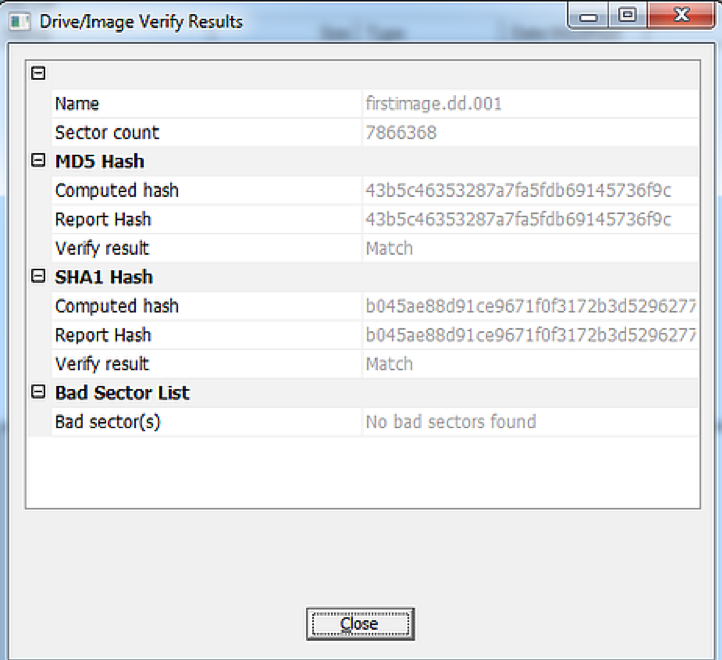 Drive/Image Verify Results
Name firstimage.dd.001
Sector count 7866368
MD5 Hash
Computed hash 43b5c46353287a7fa5fdb69145736f9c
Report Hash 43b5c46353287a7fa5fdb69145736f9c
Verify result Match
SHA1 Hash
Computed hash b045ae88d91ce9671f0f3172b3d5296277
Report Hash b045ae88d91ce9671f0f3172b3d5296277
Verify result Match
Bad Sector List
Bad sector(s) No bad sectors found
Close